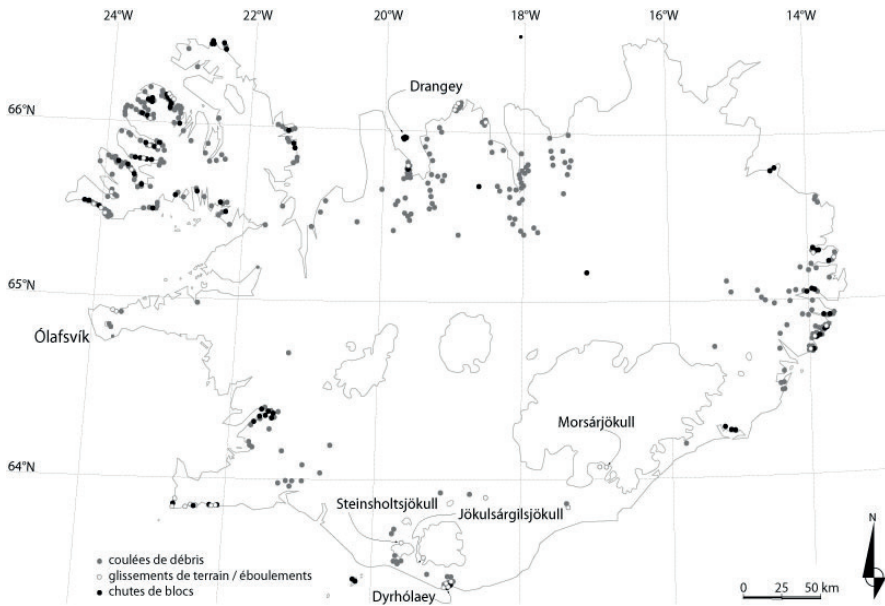 24°W 22°W 20°W 18°W 16°W 14°W
Drangey
66°N
65°N
Ólafsvík
Morsárjökull
64°N
Steinsholtsjökull
Jökulsárgilsjökull
N
coulées de débris
glissements de terrain / éboulements
chutes de blocs
0 25 50 km
Dyrhólaey